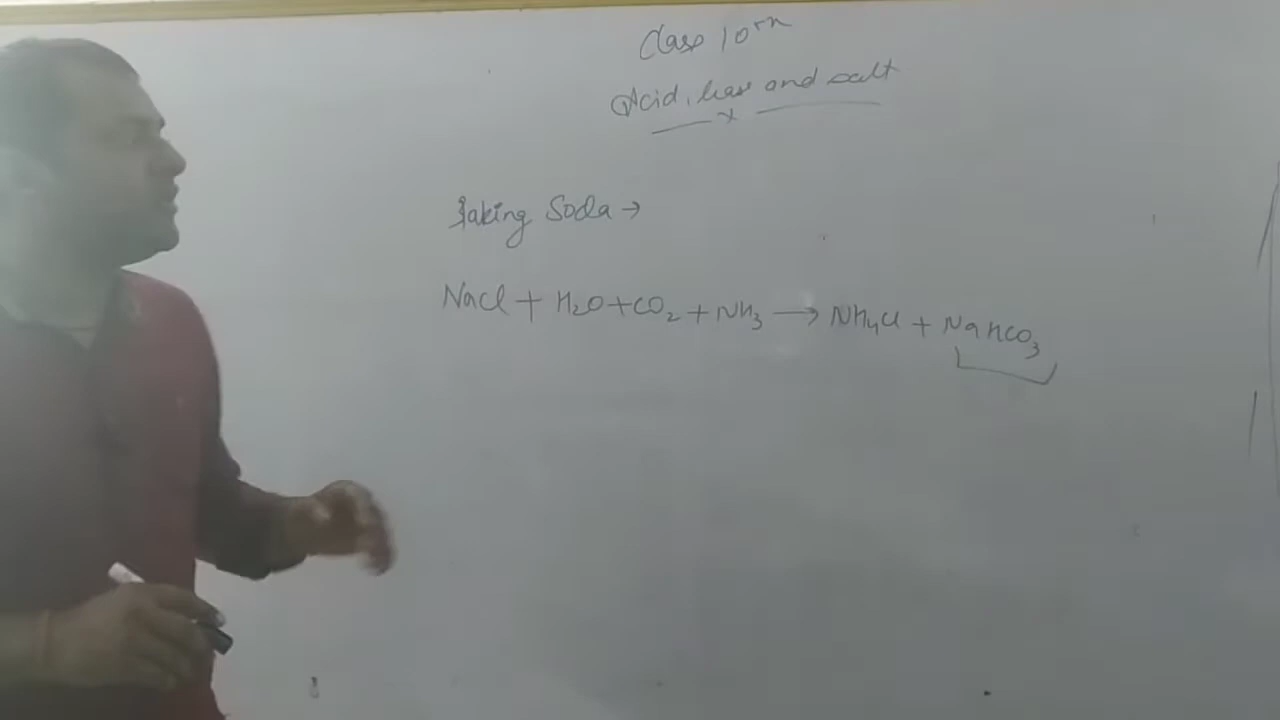 Class 10th
Acid, base and salt
Baking Soda →
NaCl + H2O + CO2 + NH3 → NH4Cl + NaHCO3